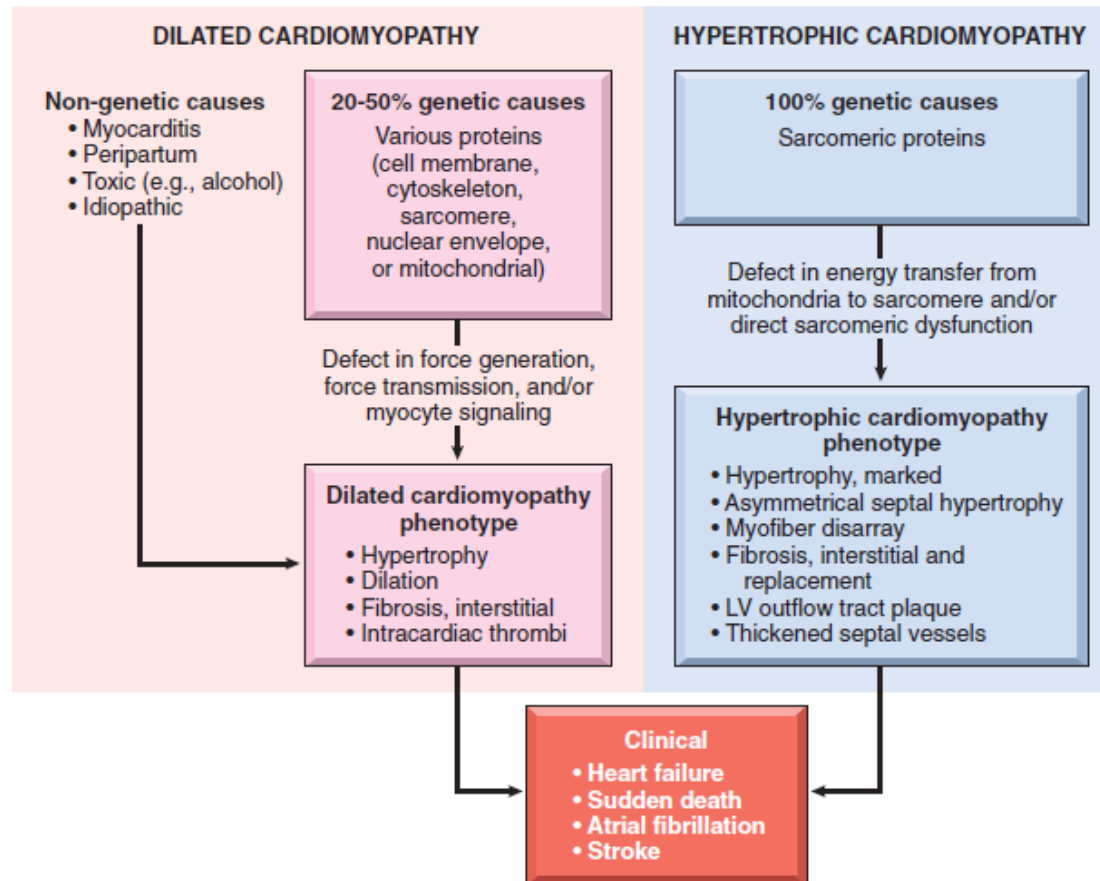 DILATED CARDIOMYOPATHY
Non-genetic causes
• Myocarditis
• Peripartum
• Toxic (e.g., alcohol)
• Idiopathic
20-50% genetic causes
Various proteins
(cell membrane,
cytoskeleton,
sarcomere,
nuclear envelope,
or mitochondrial)
Defect in force generation,
force transmission, and/or
myocyte signaling
Dilated cardiomyopathy
phenotype
• Hypertrophy
• Dilation
• Fibrosis, interstitial
• Intracardiac thrombi
HYPERTROPHIC CARDIOMYOPATHY
100% genetic causes
Sarcomeric proteins
Defect in energy transfer from
mitochondria to sarcomere and/or
direct sarcomeric dysfunction
Hypertrophic cardiomyopathy
phenotype
• Hypertrophy, marked
• Asymmetrical septal hypertrophy
• Myofiber disarray
• Fibrosis, interstitial and
replacement
• LV outflow tract plaque
• Thickened septal vessels
Clinical
• Heart failure
• Sudden death
• Atrial fibrillation
• Stroke